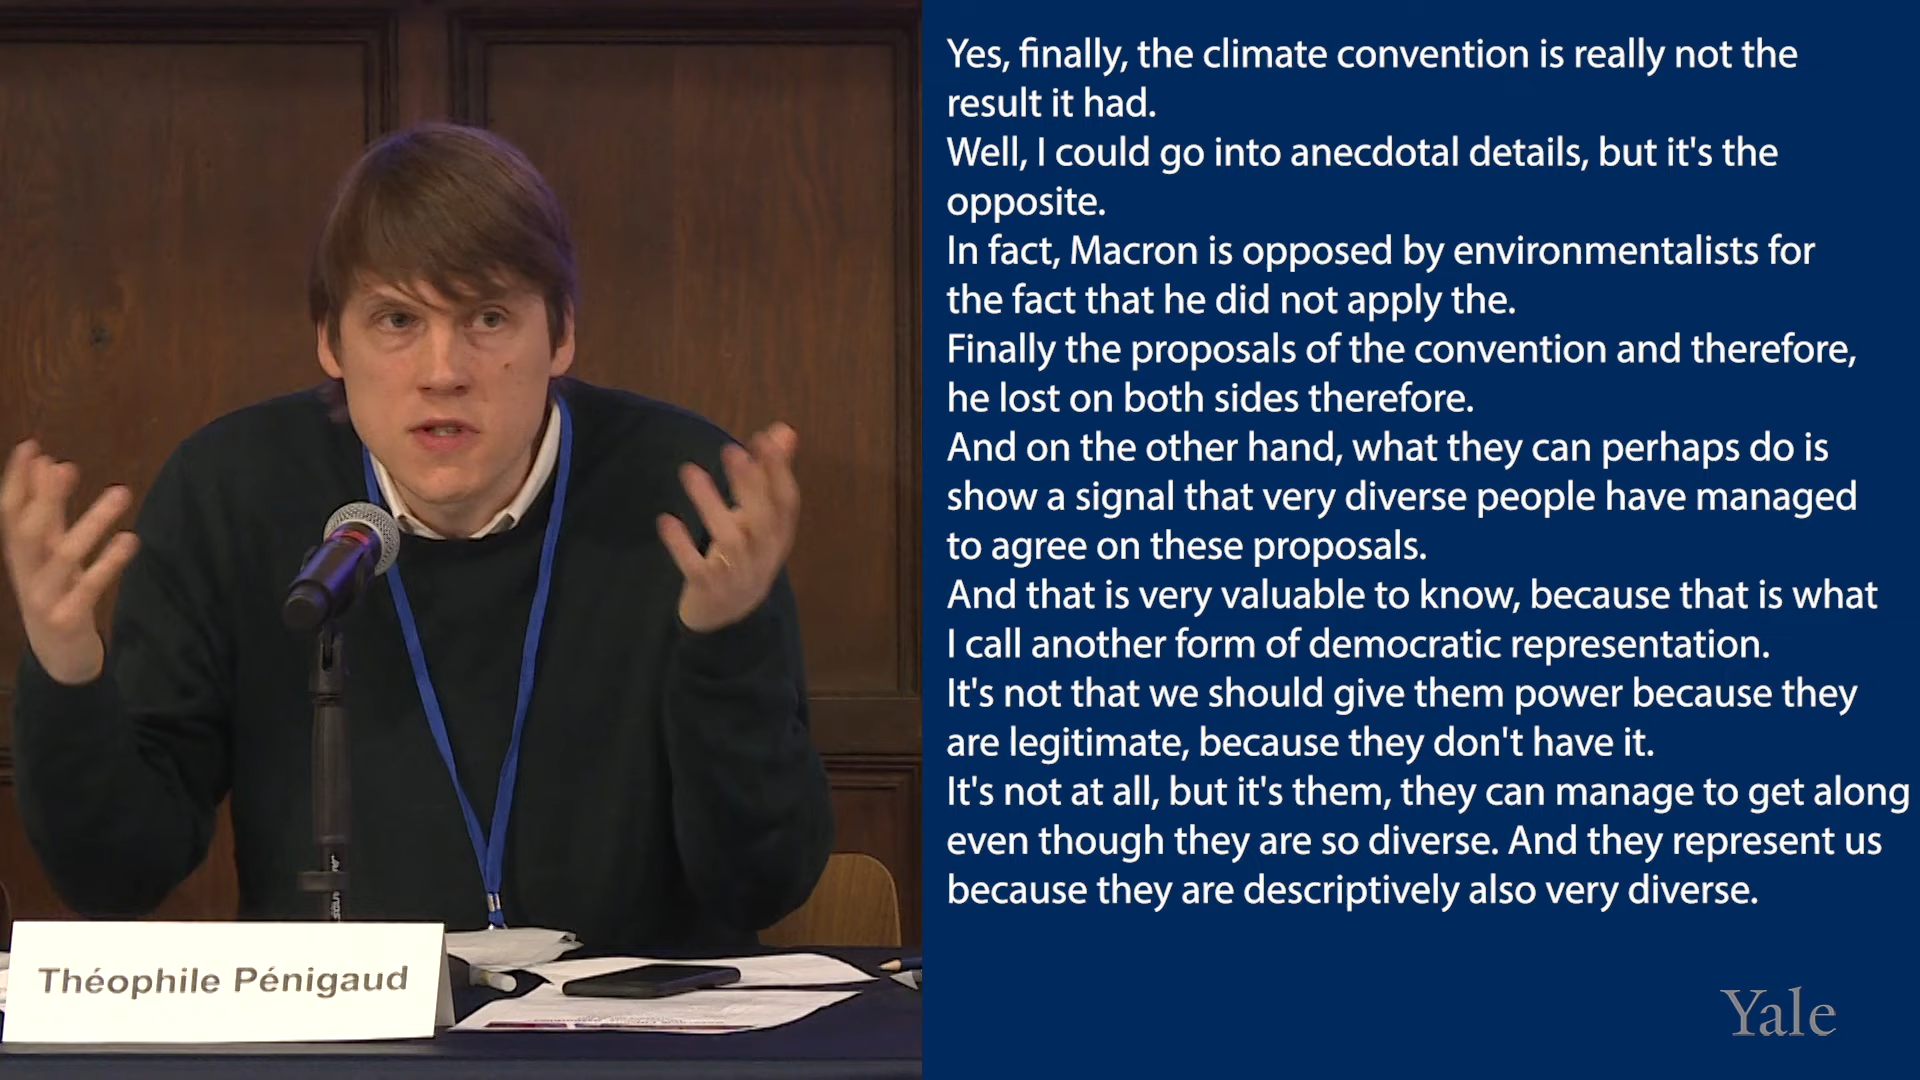 Yes, finally, the climate convention is really not the
result it had.
Well, I could go into anecdotal details, but it's the
opposite.
In fact, Macron is opposed by environmentalists for
the fact that he did not apply the.
Finally the proposals of the convention and therefore,
he lost on both sides therefore.
And on the other hand, what they can perhaps do is
show a signal that very diverse people have managed
to agree on these proposals.
And that is very valuable to know, because that is what
I call another form of democratic representation.
It's not that we should give them power because they
are legitimate, because they don't have it.
It's not at all, but it's them, they can manage to get along
even though they are so diverse. And they represent us
because they are descriptively also very diverse.
Théophile Pénigaud
Yale